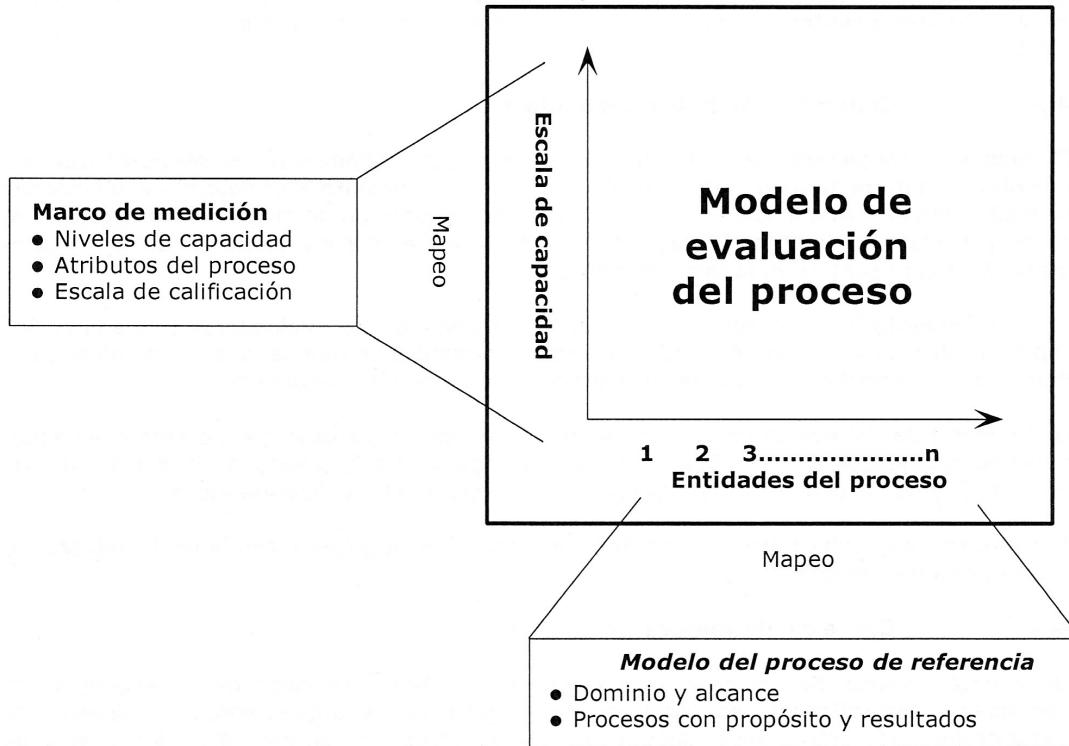 Marco de medición
● Niveles de capacidad
● Atributos del proceso
● Escala de calificación
Mapeo
Escala de capacidad
Modelo de
evaluación
del proceso
1 2 3.....................n
Entidades del proceso
Mapeo
Modelo del proceso de referencia
● Dominio y alcance
● Procesos con propósito y resultados